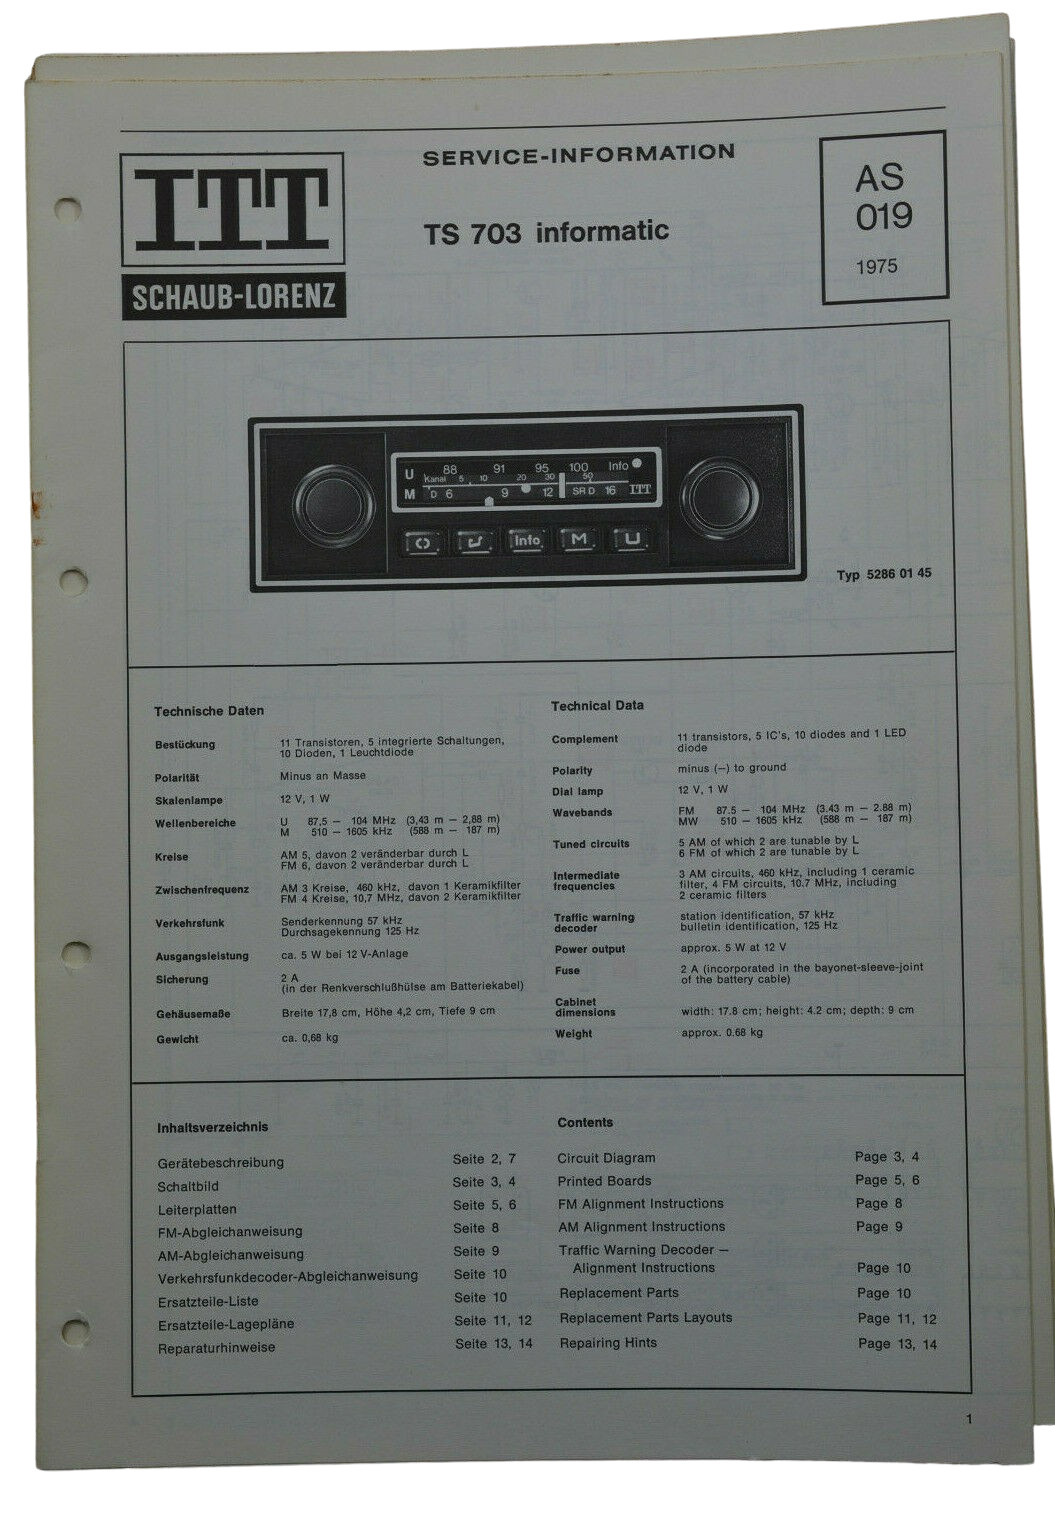 ITT
SCHAUB-LORENZ
SERVICE-INFORMATION
TS 703 informatic
AS
019
1975
U 88 91 95 100 Info
Kanal 5 10 20 30 50
M D 6 9 12 SR D 16 ITT
Info M U
Typ 5286 01 45
Technische Daten
Bestückung 11 Transistoren, 5 integrierte Schaltungen,
10 Dioden, 1 Leuchtdiode
Polarität Minus an Masse
Skalenlampe 12 V, 1 W
Wellenbereiche U 87,5 – 104 MHz (3,43 m – 2,88 m)
M 510 – 1605 kHz (588 m – 187 m)
Kreise AM 5, davon 2 veränderbar durch L
FM 6, davon 2 veränderbar durch L
Zwischenfrequenz AM 3 Kreise, 460 kHz, davon 1 Keramikfilter
FM 4 Kreise, 10,7 MHz, davon 2 Keramikfilter
Verkehrsfunk Senderkennung 57 kHz
Durchsagekennung 125 Hz
Ausgangsleistung ca. 5 W bei 12 V-Anlage
Sicherung 2 A
(in der Renkverschlußhülse am Batteriekabel)
Gehäusemaße Breite 17,8 cm, Höhe 4,2 cm, Tiefe 9 cm
Gewicht ca. 0,68 kg
Technical Data
Complement 11 transistors, 5 IC's, 10 diodes and 1 LED
diode
Polarity minus (–) to ground
Dial lamp 12 V, 1 W
Wavebands FM 87.5 – 104 MHz (3.43 m – 2.88 m)
MW 510 – 1605 kHz (588 m – 187 m)
Tuned circuits 5 AM of which 2 are tunable by L
6 FM of which 2 are tunable by L
Intermediate 3 AM circuits, 460 kHz, including 1 ceramic
frequencies filter, 4 FM circuits, 10.7 MHz, including
2 ceramic filters
Traffic warning station identification, 57 kHz
decoder bulletin identification, 125 Hz
Power output approx. 5 W at 12 V
Fuse 2 A (incorporated in the bayonet-sleeve-joint
of the battery cable)
Cabinet
dimensions width: 17.8 cm; height: 4.2 cm; depth: 9 cm
Weight approx. 0.68 kg
Inhaltsverzeichnis
Gerätebeschreibung Seite 2, 7
Schaltbild Seite 3, 4
Leiterplatten Seite 5, 6
FM-Abgleichanweisung Seite 8
AM-Abgleichanweisung Seite 9
Verkehrsfunkdecoder-Abgleichanweisung Seite 10
Ersatzteile-Liste Seite 10
Ersatzteile-Lagepläne Seite 11, 12
Reparaturhinweise Seite 13, 14
Contents
Circuit Diagram Page 3, 4
Printed Boards Page 5, 6
FM Alignment Instructions Page 8
AM Alignment Instructions Page 9
Traffic Warning Decoder –
Alignment Instructions Page 10
Replacement Parts Page 10
Replacement Parts Layouts Page 11, 12
Repairing Hints Page 13, 14
1